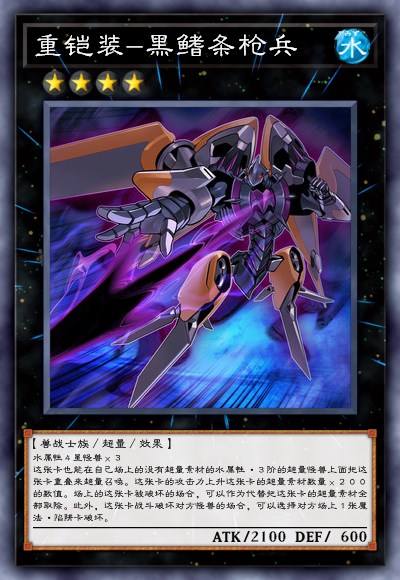 重铠装-黑鳍条枪兵
水
【兽战士族／超量／效果】
水属性4星怪兽×3
这张卡也能在自己场上的没有超量素材的水属性·3阶的超量怪兽上面把这
张卡重叠来超量召唤。这张卡的攻击力上升这张卡的超量素材数量×200
的数值。场上的这张卡被破坏的场合，可以作为代替把这张卡的超量素材全
部取除。此外，这张卡战斗破坏对方怪兽的场合，可以选择对方场上1张魔
法·陷阱卡破坏。
ATK/2100 DEF/ 600